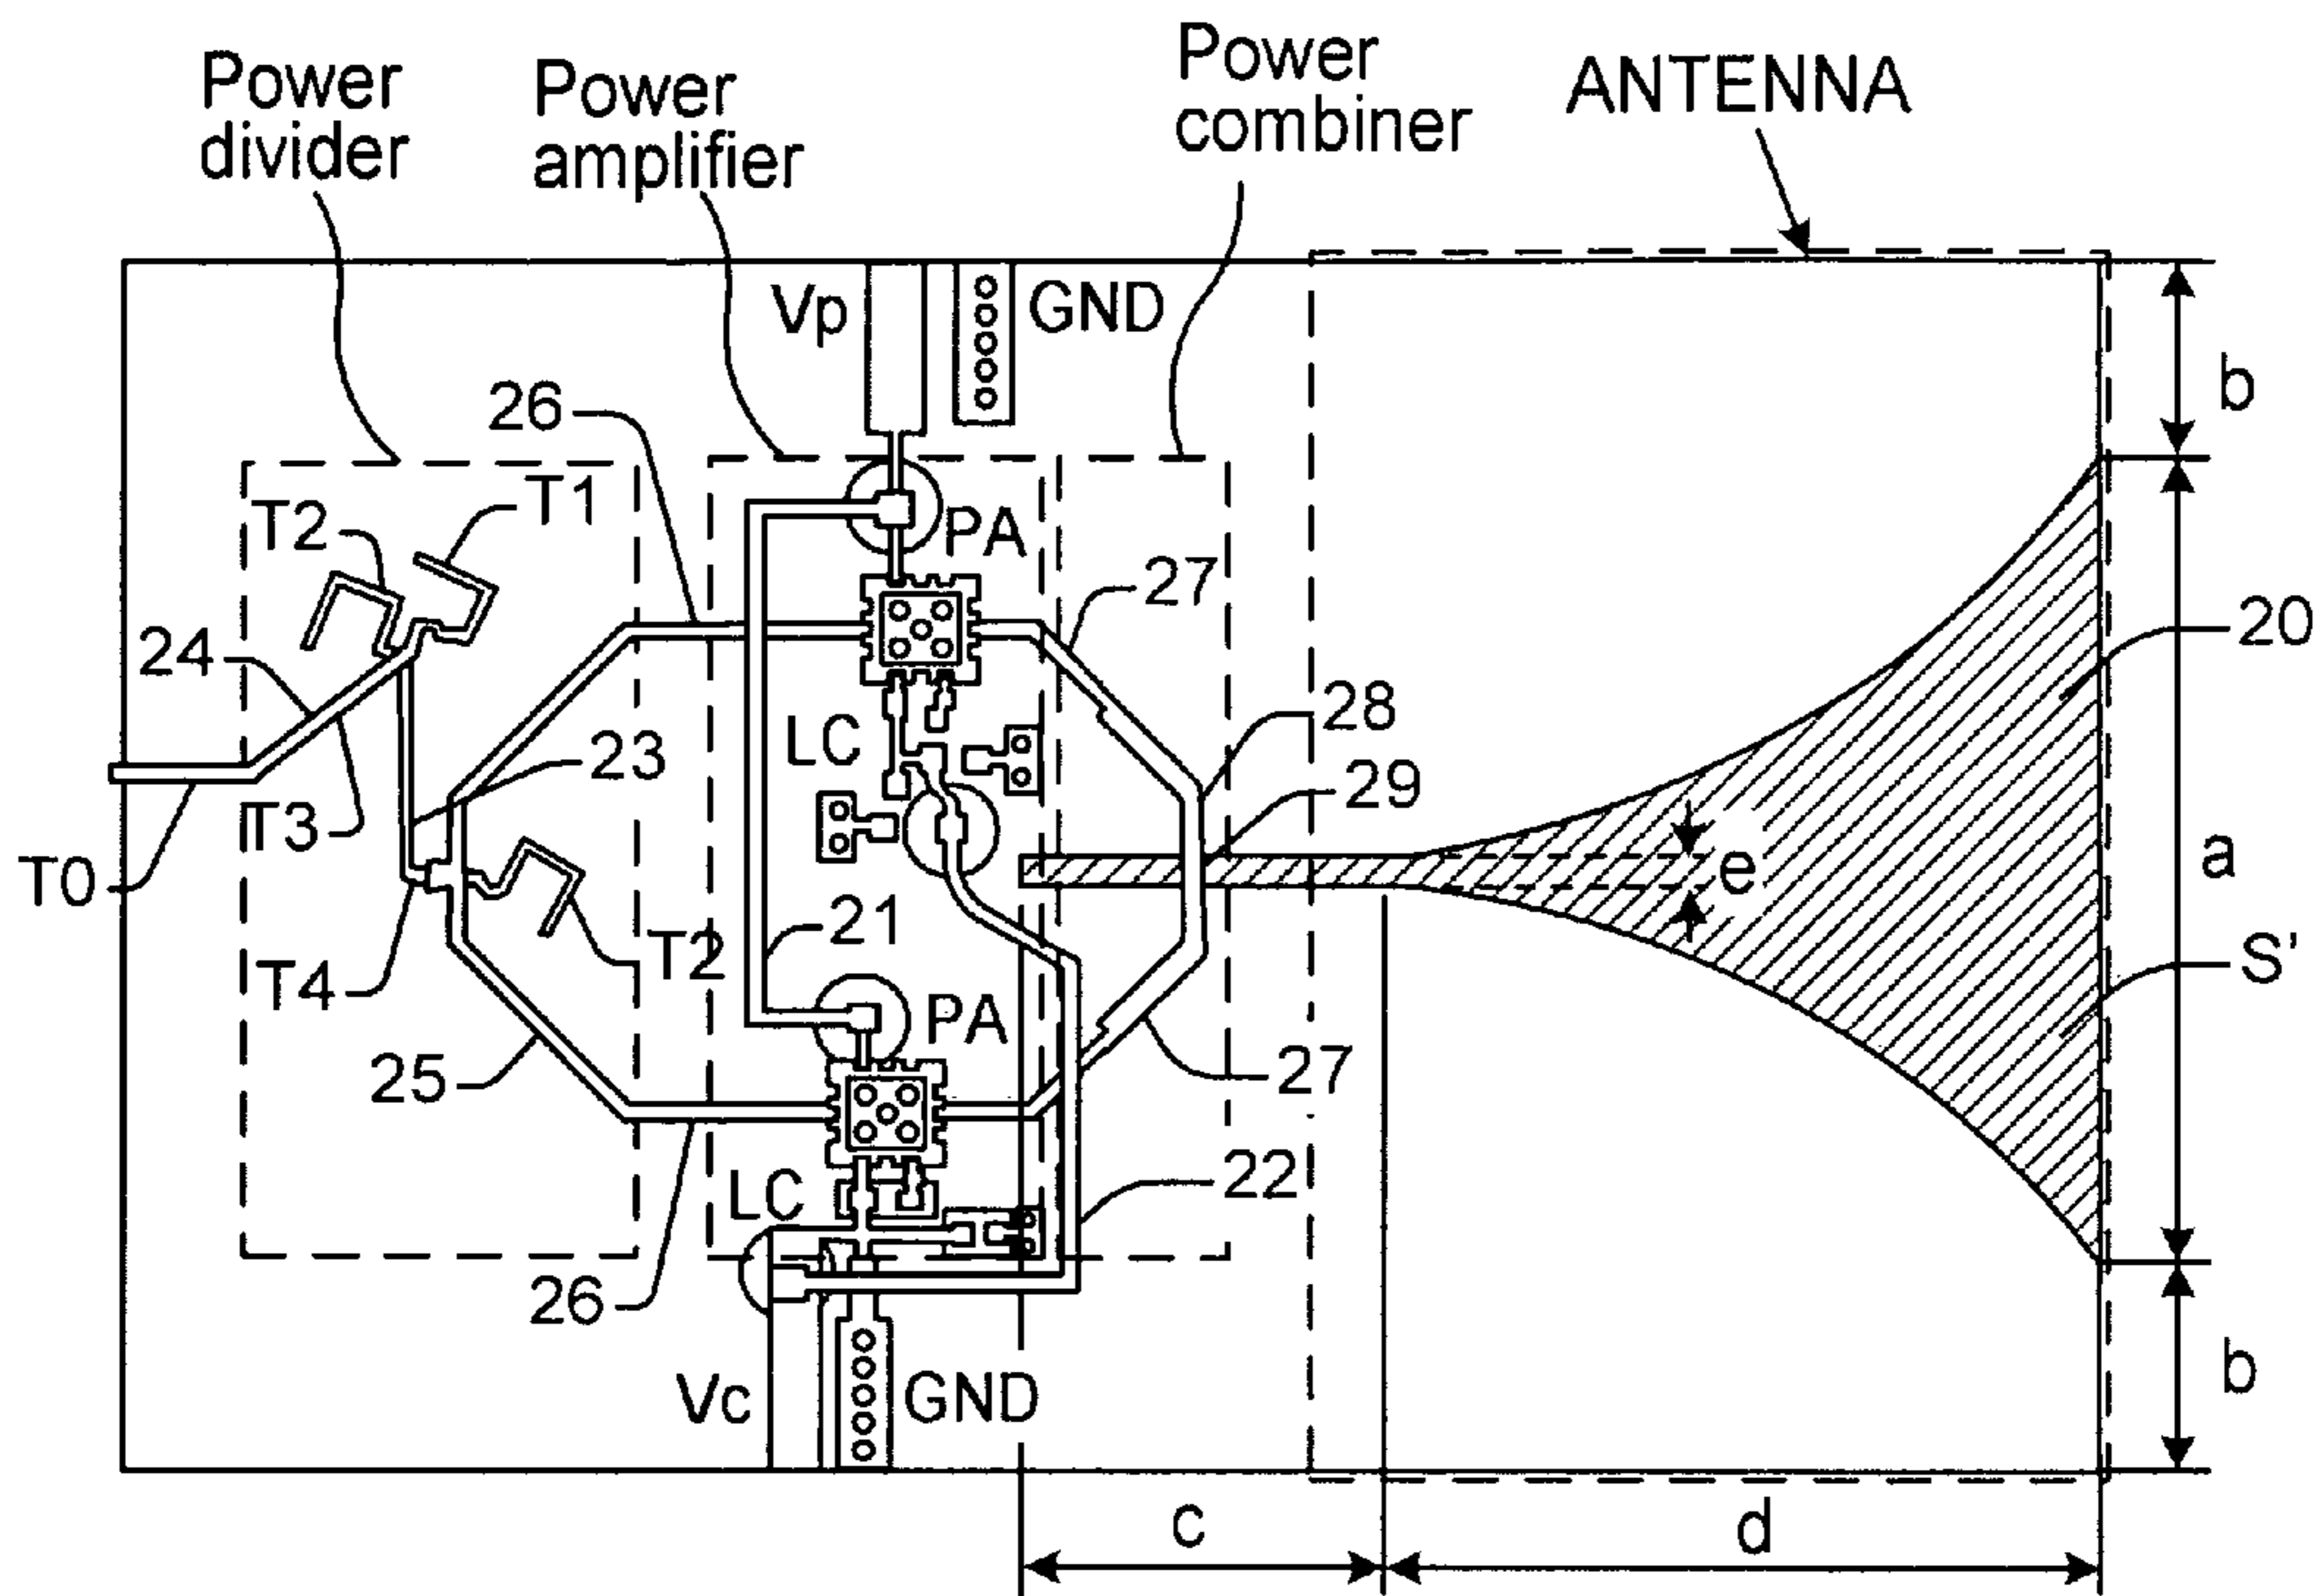 Power
divider
Power
amplifier
Power
combiner
ANTENNA
Vp
GND
b
26
T2
T1
PA
27
20
24
LC
28
23
29
T3
T0
e
a
21
T2
S'
T4
PA
25
27
LC
22
26
Vc
GND
b
c
d